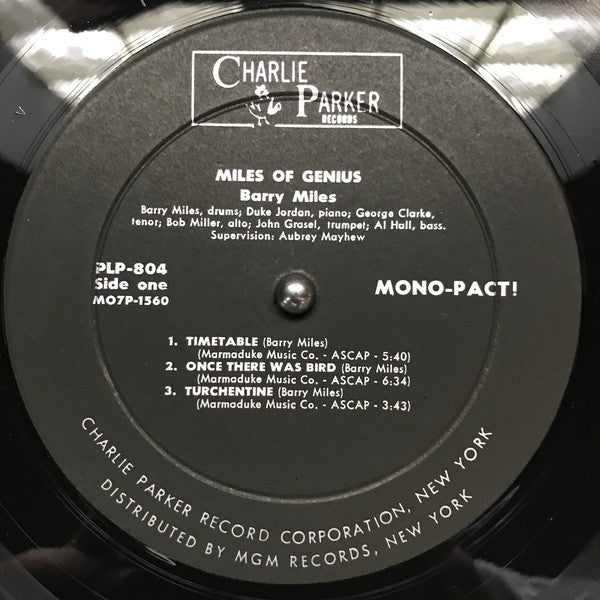 CHARLIE
PARKER
RECORDS
MILES OF GENIUS
Barry Miles
Barry Miles, drums; Duke Jordan, piano; George Clarke,
tenor; Bob Miller, alto; John Grasel, trumpet; Al Hall, bass.
Supervision: Aubrey Mayhew
PLP-804
Side one
MO7P-1560
MONO-PACT!
1. TIMETABLE (Barry Miles)
(Marmaduke Music Co. - ASCAP - 5:40)
2. ONCE THERE WAS BIRD (Barry Miles)
(Marmaduke Music Co. - ASCAP - 6:34)
3. TURCHENTINE (Barry Miles)
(Marmaduke Music Co. - ASCAP - 3:43)
CHARLIE PARKER RECORD CORPORATION, NEW YORK
DISTRIBUTED BY MGM RECORDS, NEW YORK